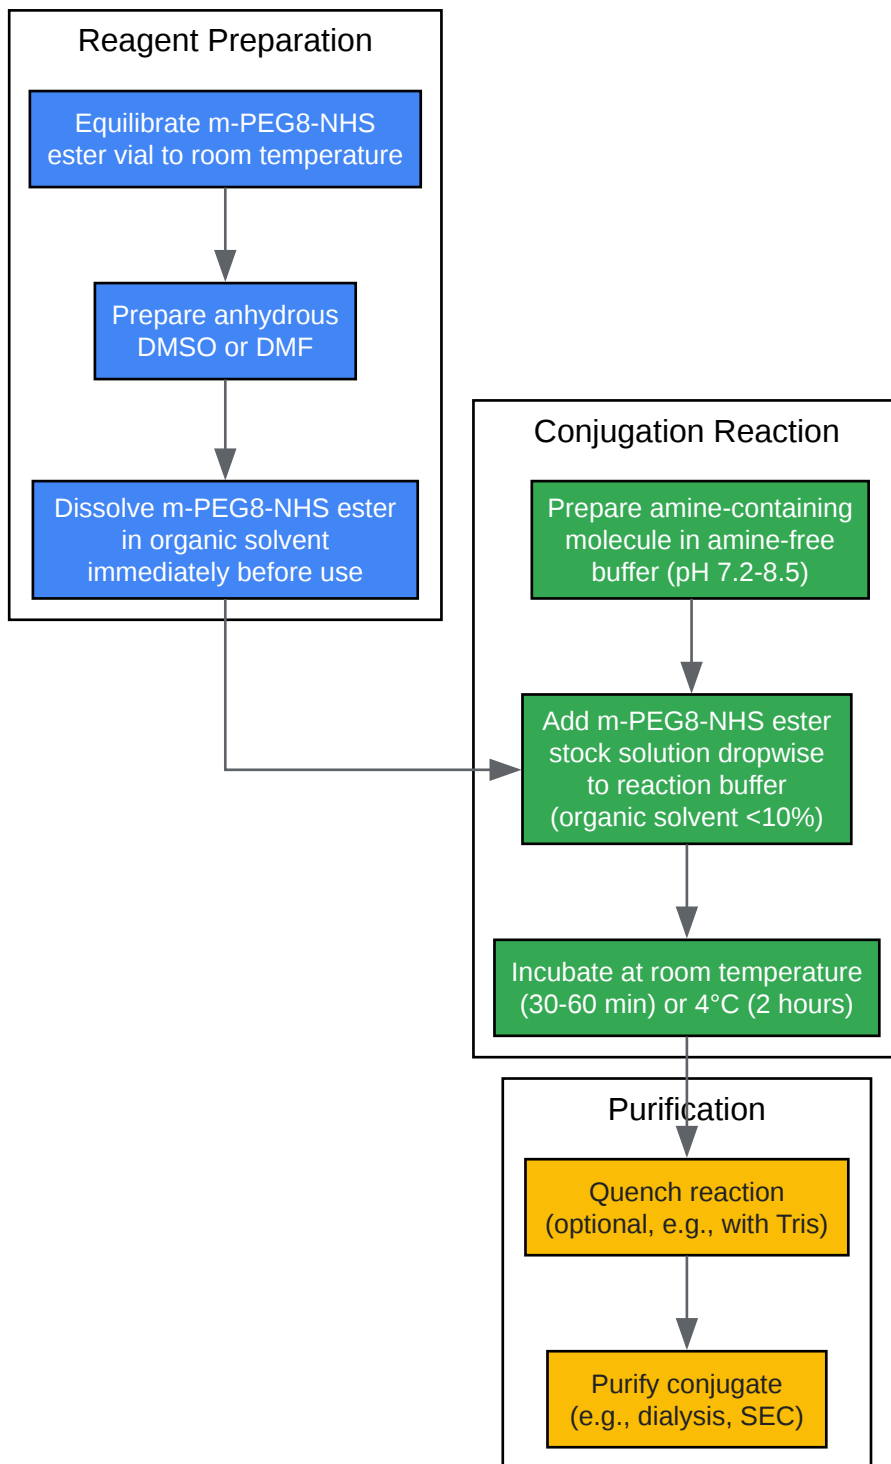 Reagent Preparation
Equilibrate m-PEG8-NHS
ester vial to room temperature
Prepare anhydrous
DMSO or DMF
Dissolve m-PEG8-NHS ester
in organic solvent
immediately before use
Conjugation Reaction
Prepare amine-containing
molecule in amine-free
buffer (pH 7.2-8.5)
Add m-PEG8-NHS ester
stock solution dropwise
to reaction buffer
(organic solvent <10%)
Incubate at room temperature
(30-60 min) or 4°C (2 hours)
Purification
Quench reaction
(optional, e.g., with Tris)
Purify conjugate
(e.g., dialysis, SEC)